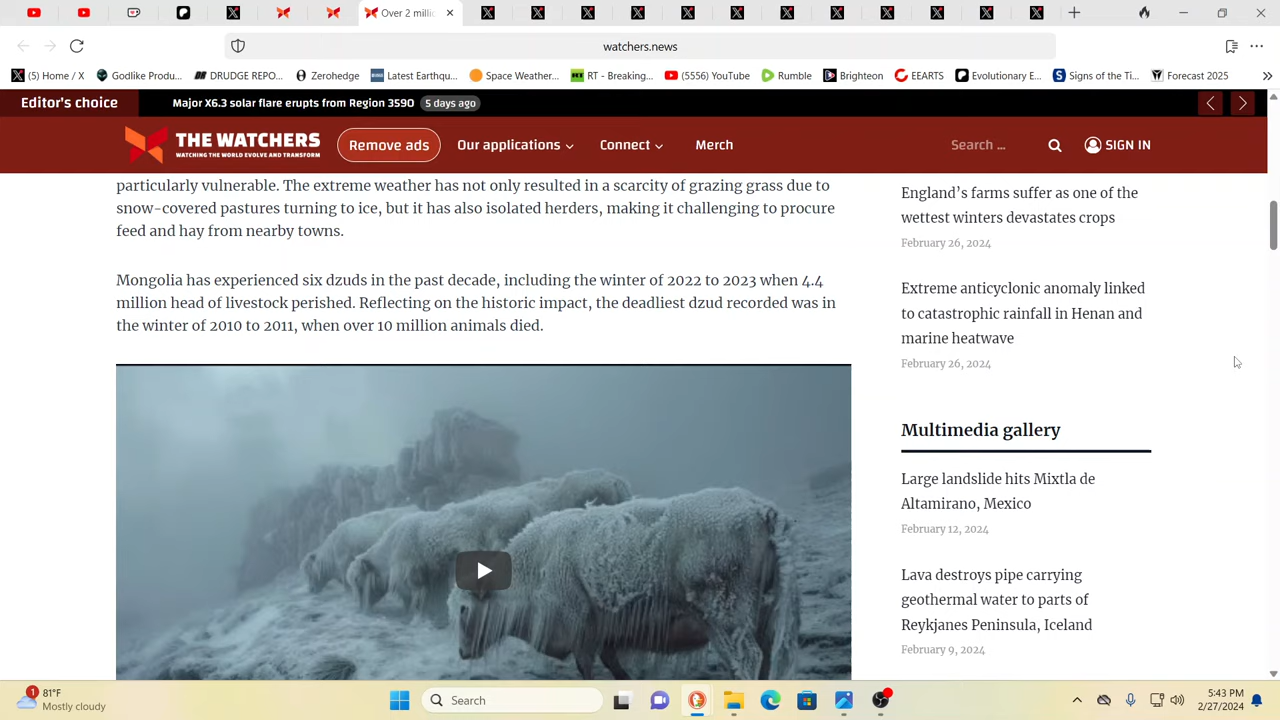 Over 2 milli
watchers.news
(5) Home / X
Godlike Produ...
DRUDGE REPO...
Zerohedge
Latest Earthqu...
Space Weather...
RT - Breaking...
(5556) YouTube
Rumble
Brighteon
EEARTS
Evolutionary E...
Signs of the Ti...
Forecast 2025
Editor's choice
Major X6.3 solar flare erupts from Region 3590
5 days ago
THE WATCHERS
WATCHING THE WORLD EVOLVE AND TRANSFORM
Remove ads
Our applications
Connect
Merch
Search ...
SIGN IN
particularly vulnerable. The extreme weather has not only resulted in a scarcity of grazing grass due to
snow-covered pastures turning to ice, but it has also isolated herders, making it challenging to procure
feed and hay from nearby towns.
Mongolia has experienced six dzuds in the past decade, including the winter of 2022 to 2023 when 4.4
million head of livestock perished. Reflecting on the historic impact, the deadliest dzud recorded was in
the winter of 2010 to 2011, when over 10 million animals died.
England’s farms suffer as one of the
wettest winters devastates crops
February 26, 2024
Extreme anticyclonic anomaly linked
to catastrophic rainfall in Henan and
marine heatwave
February 26, 2024
Multimedia gallery
Large landslide hits Mixtla de
Altamirano, Mexico
February 12, 2024
Lava destroys pipe carrying
geothermal water to parts of
Reykjanes Peninsula, Iceland
February 9, 2024
1
81°F
Mostly cloudy
Search
5:43 PM
2/27/2024